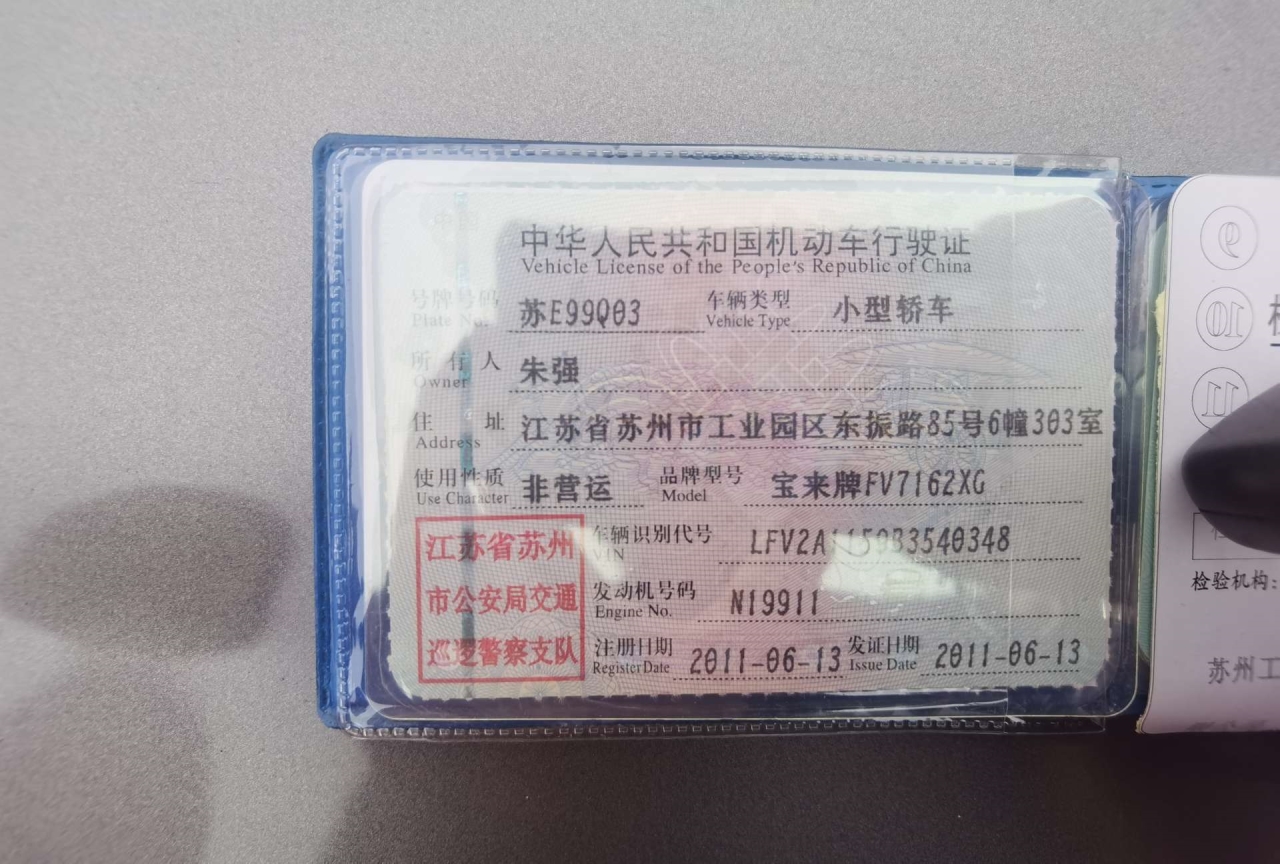 中华人民共和国机动车行驶证
Vehicle License of the People's Republic of China
号牌号码 苏E99Q03 车辆类型 小型轿车
Plate No. Vehicle Type
所有人 朱强
Owner
住址 江苏省苏州市工业园区东振路85号6幢303室
Address
使用性质 非营运 品牌型号 宝来牌FV7162XG
Use Character Model
江苏省苏州
市公安局交通
巡逻警察支队
车辆识别代号
VIN
发动机号码 N19911
Engine No.
注册日期 2011-06-13 发证日期 2011-06-13
Register Date Issue Date
9
10
11
检验机构:
苏州工